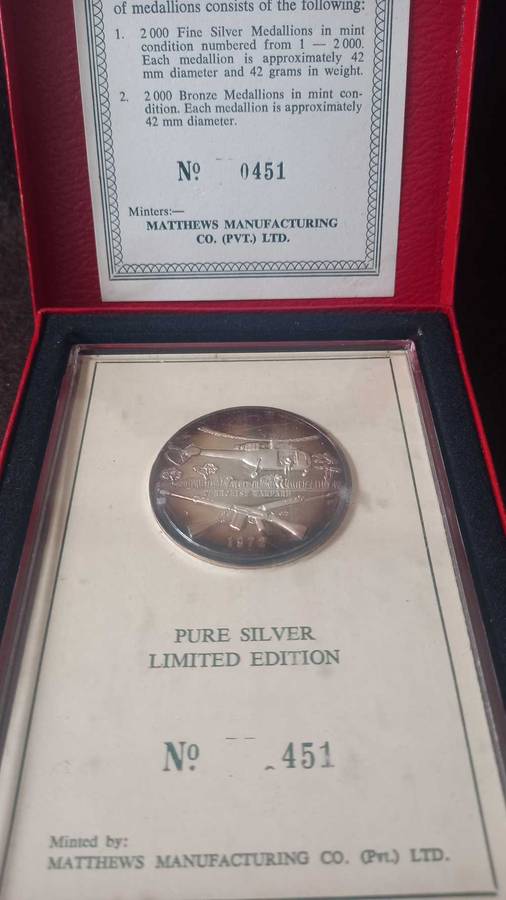 of medallions consists of the following:
1. 2 000 Fine Silver Medallions in mint
condition numbered from 1 — 2 000.
Each medallion is approximately 42
mm diameter and 42 grams in weight.
2. 2 000 Bronze Medallions in mint con-
dition. Each medallion is approximately
42 mm diameter.
Nº 0451
Minters:—
MATTHEWS MANUFACTURING
CO. (PVT.) LTD.
WARFARE
PURE SILVER
LIMITED EDITION
Nº 451
Minted by:
MATTHEWS MANUFACTURING CO. (Pvt.) LTD.